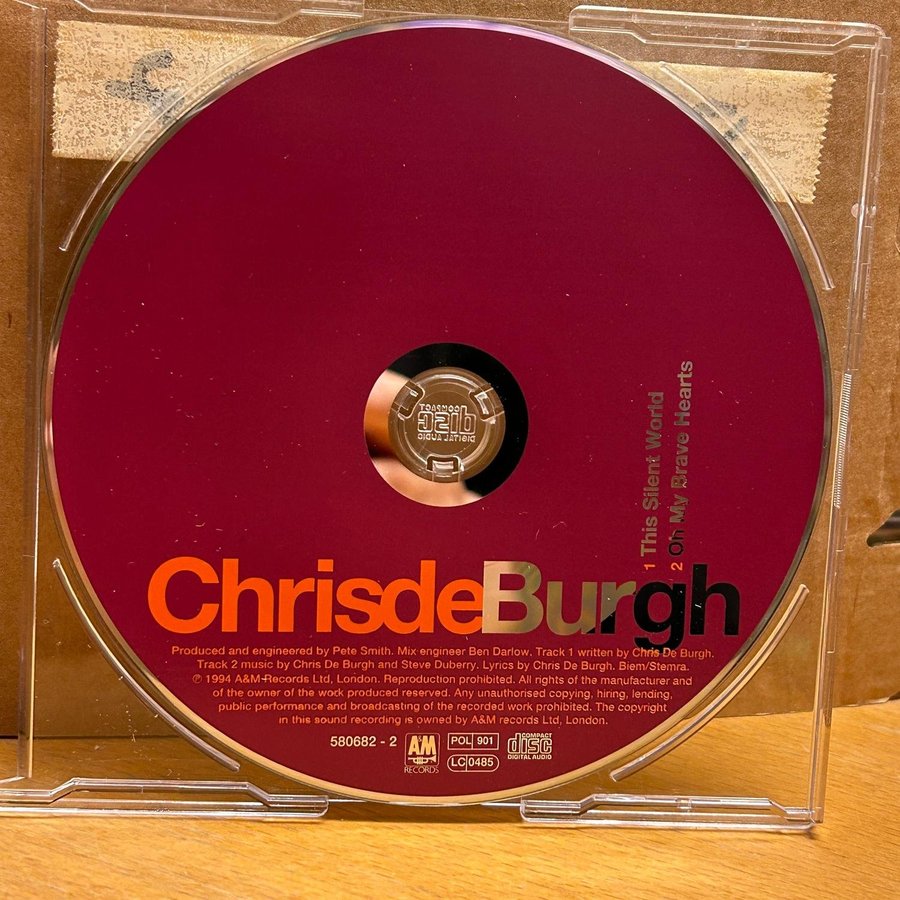 1 This Silent World
2 Oh My Brave Hearts
ChrisdeBurgh
Produced and engineered by Pete Smith. Mix engineer Ben Darlow. Track 1 written by Chris De Burgh.
Track 2 music by Chris De Burgh and Steve Duberry. Lyrics by Chris De Burgh. Biem/Stemra.
℗ 1994 A&M Records Ltd, London. Reproduction prohibited. All rights of the manufacturer and
of the owner of the work produced reserved. Any unauthorised copying, hiring, lending,
public performance and broadcasting of the recorded work prohibited. The copyright
in this sound recording is owned by A&M records Ltd, London.
580682 - 2
A&M
RECORDS
POL 901
LC 0485
COMPACT
disc
DIGITAL AUDIO
COMPACT
disc
DIGITAL AUDIO